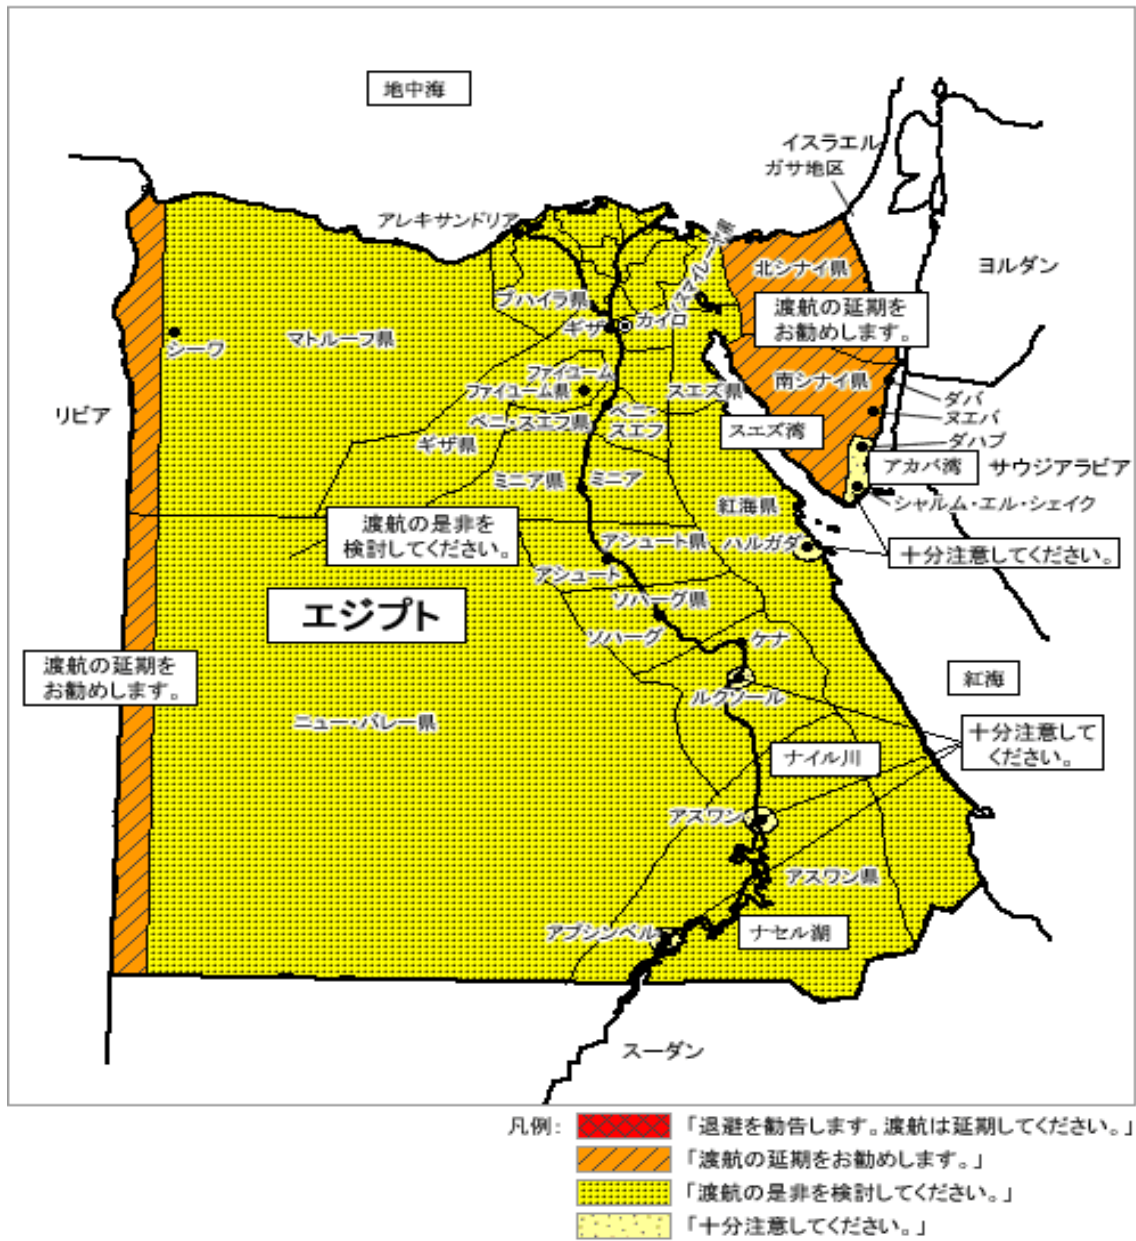 地中海
イスラエル
ガザ地区
アレキサンドリア
北シナイ県
ヨルダン
イスマイレーヤ県
ブハイラ県
渡航の延期を
お勧めします。
ギザ
カイロ
マトルーフ県
シーワ
ファイユーム
南シナイ県
ファイユーム県
スエズ県
ダバ
リビア
ベニ・
スエフ
ヌエバ
ベニ・スエフ県
スエズ湾
ギザ県
ダハブ
アカバ湾
サウジアラビア
ミニア県
ミニア
紅海県
シャルム・エル・シェイク
渡航の是非を
検討してください。
アシュート県
ハルガダ
十分注意してください。
アシュート
エジプト
ソハーグ県
ソハーグ
ケナ
渡航の延期を
お勧めします。
紅海
ルクソール
ニュー・バレー県
十分注意して
ください。
ナイル川
アスワン
アスワン県
アブシンベル
ナセル湖
スーダン
凡例:
「退避を勧告します。渡航は延期してください。」
「渡航の延期をお勧めします。」
「渡航の是非を検討してください。」
「十分注意してください。」